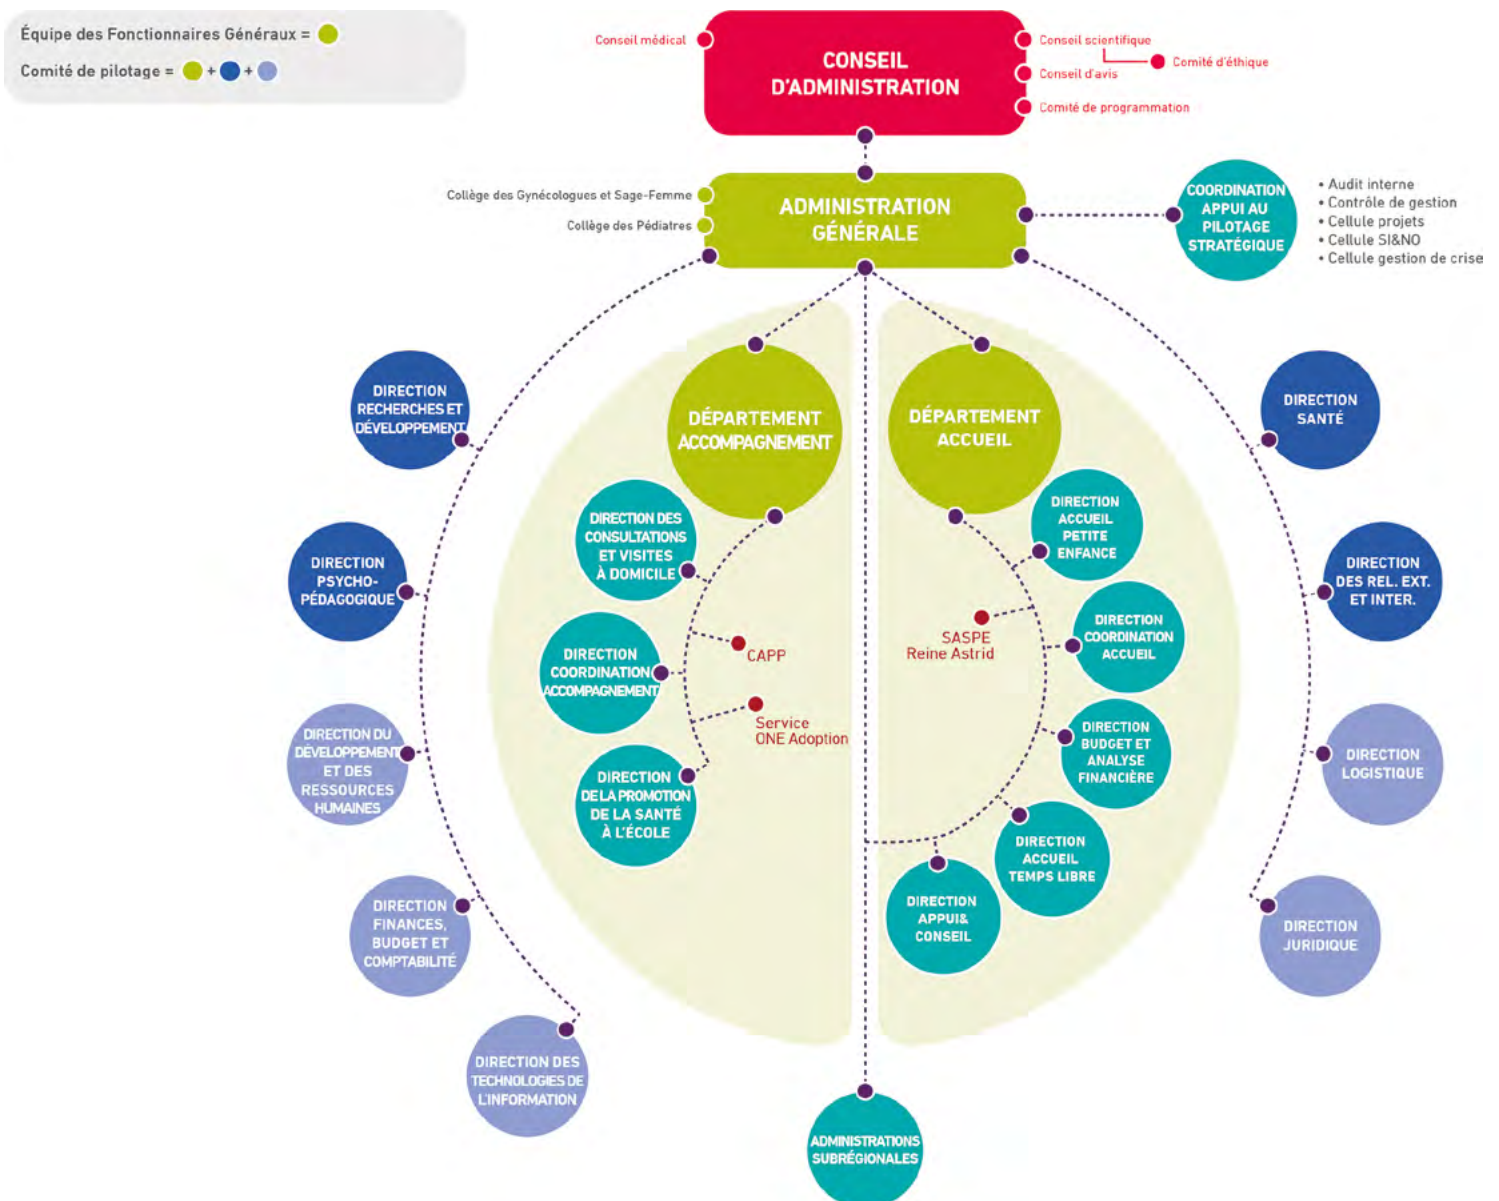 Équipe des Fonctionnaires Généraux =
Comité de pilotage = + +
Conseil médical
CONSEIL
D'ADMINISTRATION
Conseil scientifique
Comité d'éthique
Conseil d'avis
Comité de programmation
Collège des Gynécologues et Sage-Femme
Collège des Pédiatres
ADMINISTRATION
GÉNÉRALE
COORDINATION
APPUI AU
PILOTAGE
STRATÉGIQUE
• Audit interne
• Contrôle de gestion
• Cellule projets
• Cellule SI&NO
• Cellule gestion de crise
DIRECTION
RECHERCHES ET
DÉVELOPPEMENT
DIRECTION
PSYCHO-
PÉDAGOGIQUE
DIRECTION DU
DÉVELOPPEMENT
ET DES
RESSOURCES
HUMAINES
DIRECTION
FINANCES,
BUDGET ET
COMPTABILITÉ
DIRECTION DES
TECHNOLOGIES DE
L'INFORMATION
DÉPARTEMENT
ACCOMPAGNEMENT
DIRECTION DES
CONSULTATIONS
ET VISITES
À DOMICILE
CAPP
DIRECTION
COORDINATION
ACCOMPAGNEMENT
Service
ONE Adoption
DIRECTION
DE LA PROMOTION
DE LA SANTÉ
À L'ÉCOLE
DÉPARTEMENT
ACCUEIL
DIRECTION
ACCUEIL
PETITE
ENFANCE
SASPE
Reine Astrid
DIRECTION
COORDINATION
ACCUEIL
DIRECTION
BUDGET ET
ANALYSE
FINANCIÈRE
DIRECTION
ACCUEIL
TEMPS LIBRE
DIRECTION
APPUI&
CONSEIL
DIRECTION
SANTÉ
DIRECTION
DES REL. EXT.
ET INTER.
DIRECTION
LOGISTIQUE
DIRECTION
JURIDIQUE
ADMINISTRATIONS
SUBRÉGIONALES